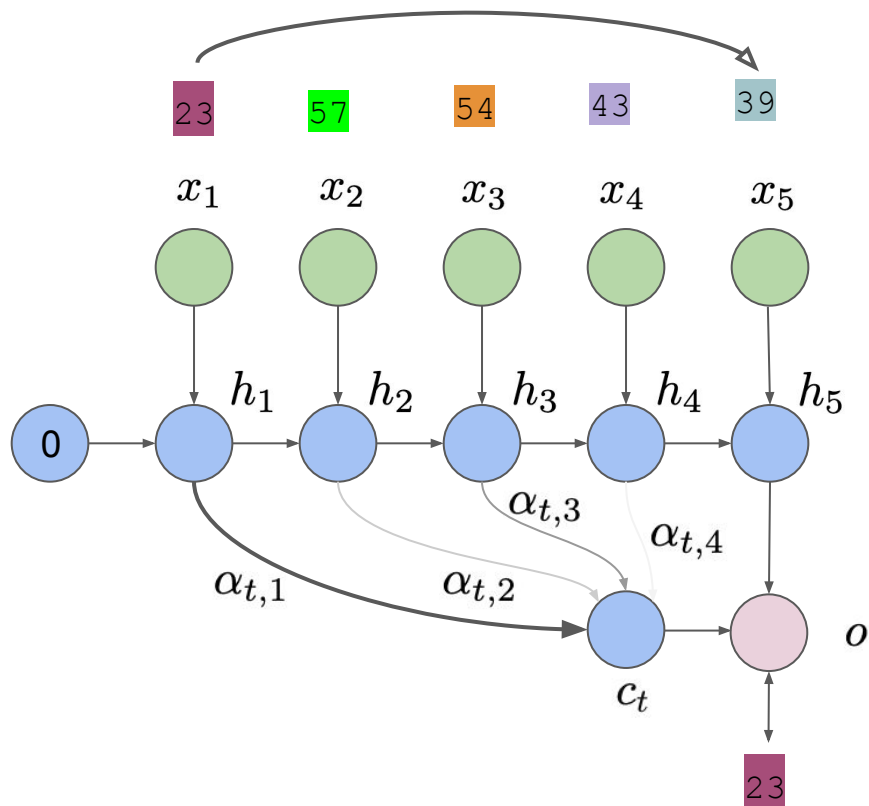 23 57 54 43 39
x₁ x₂ x₃ x₄ x₅
h₁ h₂ h₃ h₄ h₅
0
αₜ,₃
αₜ,₄
αₜ,₁ αₜ,₂
o
cₜ
23